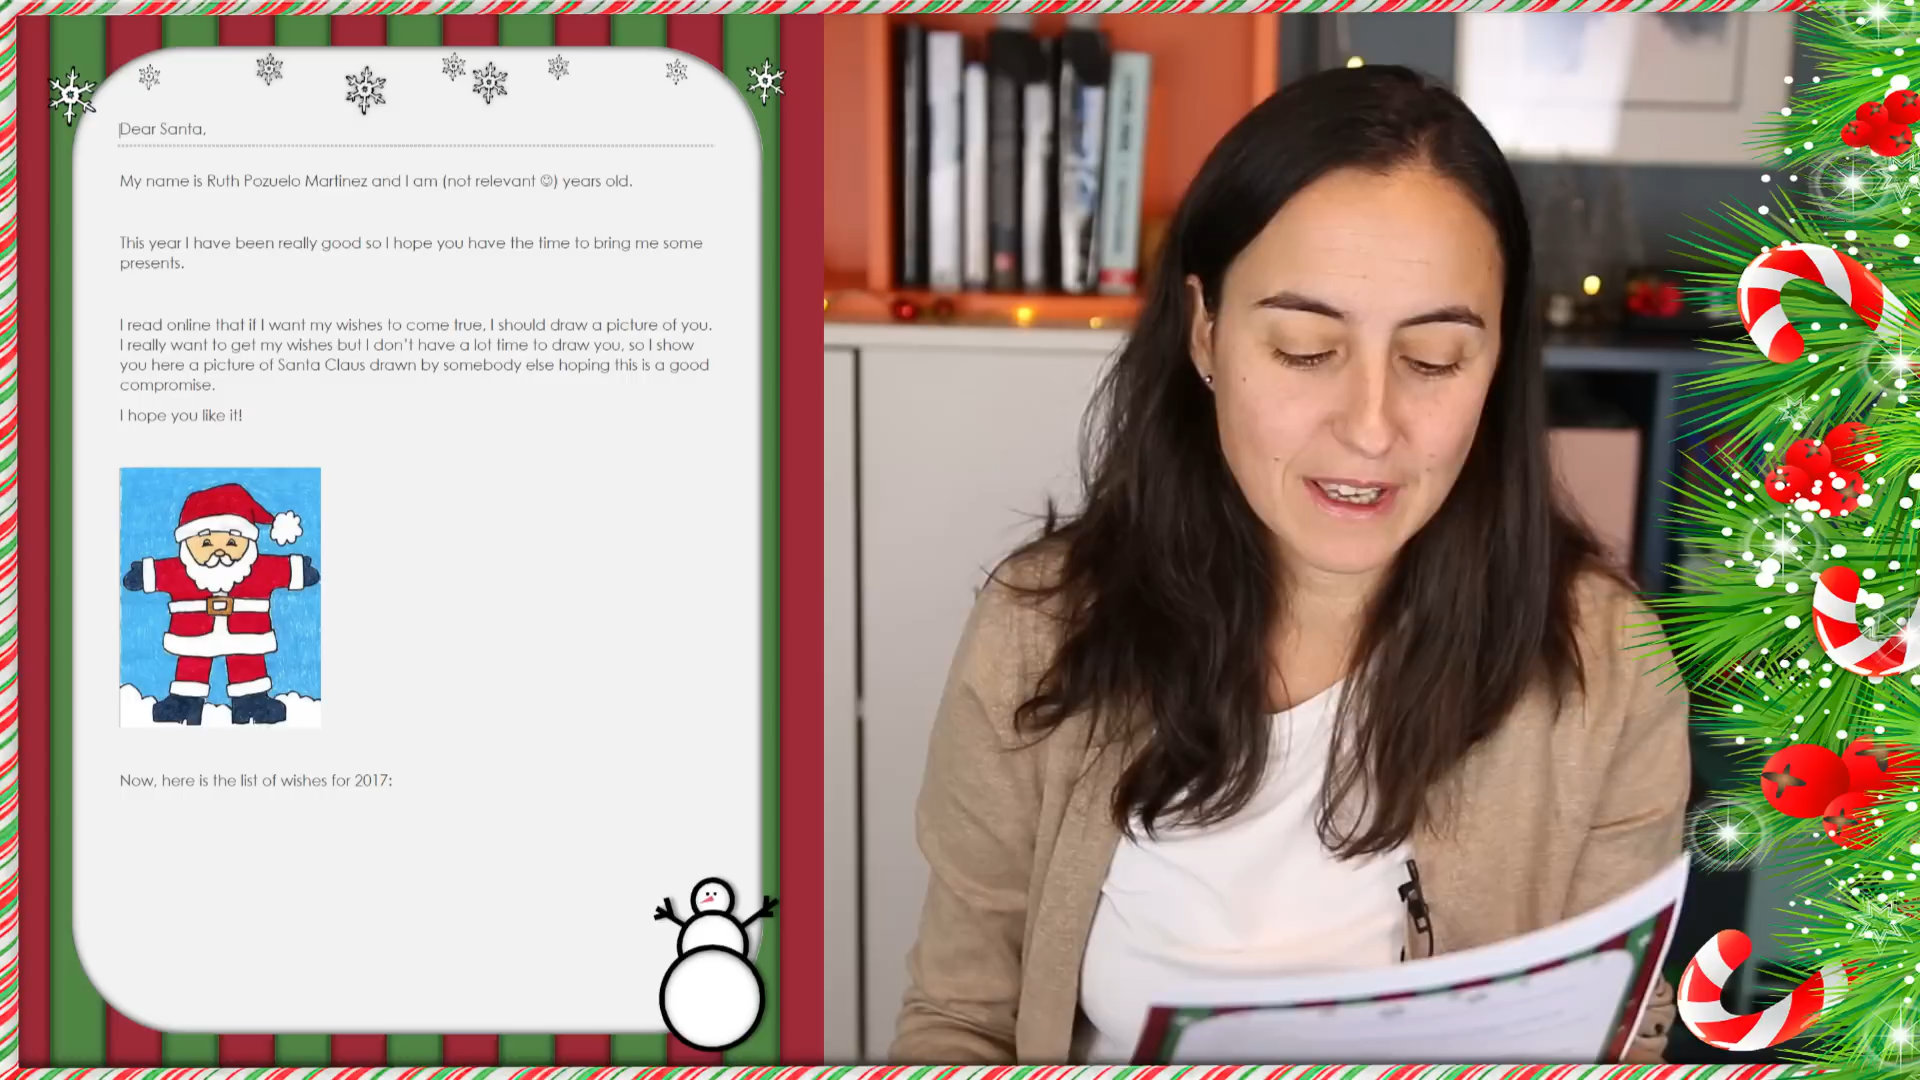 Dear Santa,
My name is Ruth Pozuelo Martinez and I am (not relevant ☺) years old.
This year I have been really good so I hope you have the time to bring me some
presents.
I read online that if I want my wishes to come true, I should draw a picture of you.
I really want to get my wishes but I don't have a lot time to draw you, so I show
you here a picture of Santa Claus drawn by somebody else hoping this is a good
compromise.
I hope you like it!
Now, here is the list of wishes for 2017: